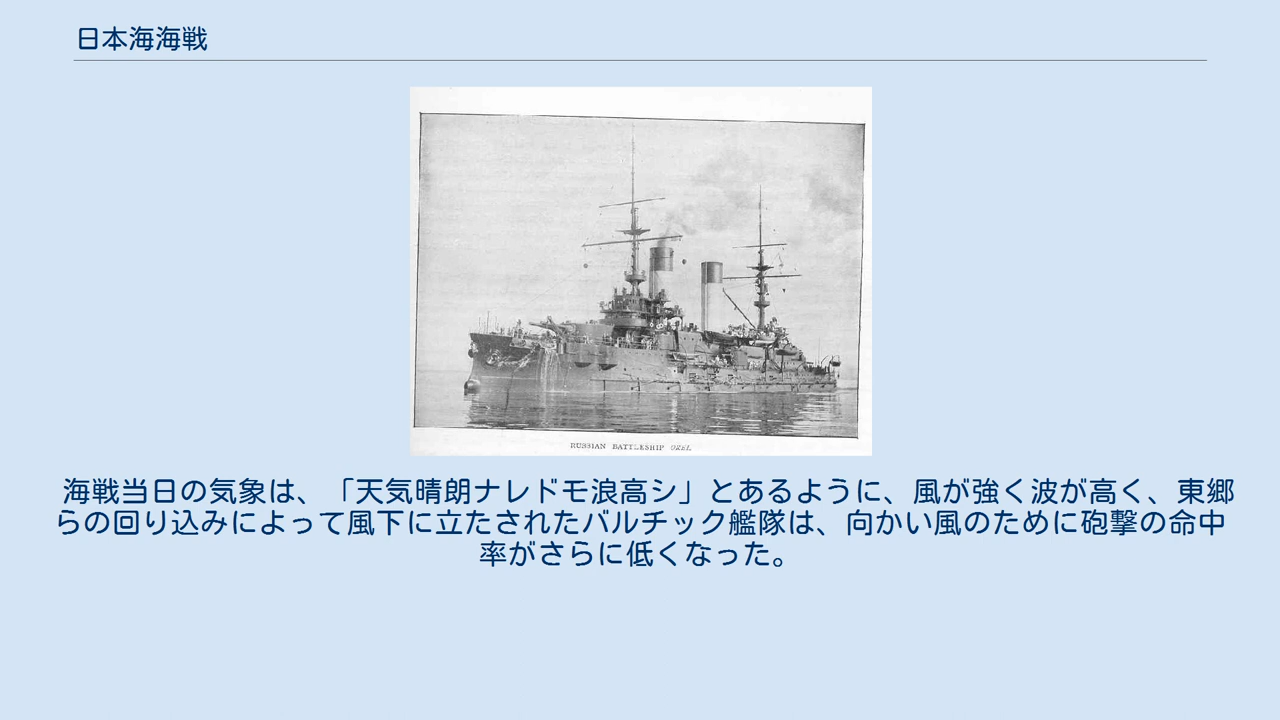 日本海海戦
RUSSIAN BATTLESHIP OREL
海戦当日の気象は、「天気晴朗ナレドモ浪高シ」とあるように、風が強く波が高く、東郷
らの回り込みによって風下に立たされたバルチック艦隊は、向かい風のために砲撃の命中
率がさらに低くなった。